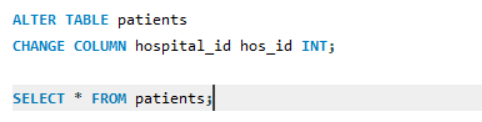 ALTER TABLE patients
CHANGE COLUMN hospital_id hos_id INT;
SELECT * FROM patients;